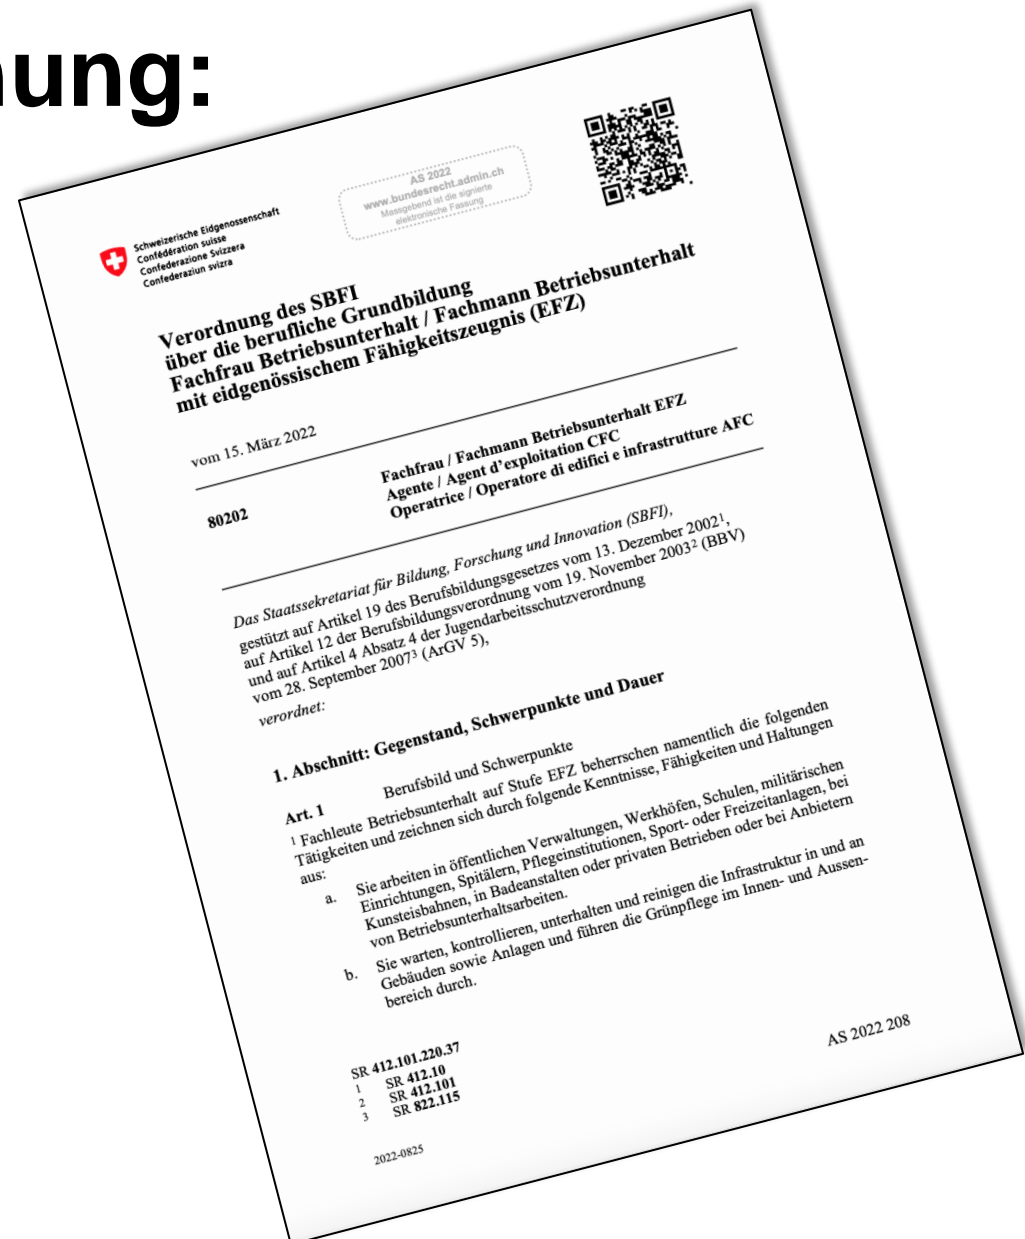 nung:
AS 2022
www.bundesrecht.admin.ch
Massgebend ist die signierte
elektronische Fassung
Schweizerische Eidgenossenschaft
Confédération suisse
Confederazione Svizzera
Confederaziun svizra
Verordnung des SBFI
über die berufliche Grundbildung
Fachfrau Betriebsunterhalt / Fachmann Betriebsunterhalt
mit eidgenössischem Fähigkeitszeugnis (EFZ)
vom 15. März 2022
80202
Fachfrau / Fachmann Betriebsunterhalt EFZ
Agente / Agent d’exploitation CFC
Operatrice / Operatore di edifici e infrastrutture AFC
Das Staatssekretariat für Bildung, Forschung und Innovation (SBFI),
gestützt auf Artikel 19 des Berufsbildungsgesetzes vom 13. Dezember 2002¹,
auf Artikel 12 der Berufsbildungsverordnung vom 19. November 2003² (BBV)
und auf Artikel 4 Absatz 4 der Jugendarbeitsschutzverordnung
vom 28. September 2007³ (ArGV 5),
verordnet:
1. Abschnitt: Gegenstand, Schwerpunkte und Dauer
Art. 1 Berufsbild und Schwerpunkte
¹ Fachleute Betriebsunterhalt auf Stufe EFZ beherrschen namentlich die folgenden
Tätigkeiten und zeichnen sich durch folgende Kenntnisse, Fähigkeiten und Haltungen
aus:
a. Sie arbeiten in öffentlichen Verwaltungen, Werkhöfen, Schulen, militärischen
Einrichtungen, Spitälern, Pflegeinstitutionen, Sport- oder Freizeitanlagen, bei
Kunsteisbahnen, in Badeanstalten oder privaten Betrieben oder bei Anbietern
von Betriebsunterhaltsarbeiten.
b. Sie warten, kontrollieren, unterhalten und reinigen die Infrastruktur in und an
Gebäuden sowie Anlagen und führen die Grünpflege im Innen- und Aussen-
bereich durch.
SR 412.101.220.37
1 SR 412.10
2 SR 412.101
3 SR 822.115
2022-0825
AS 2022 208